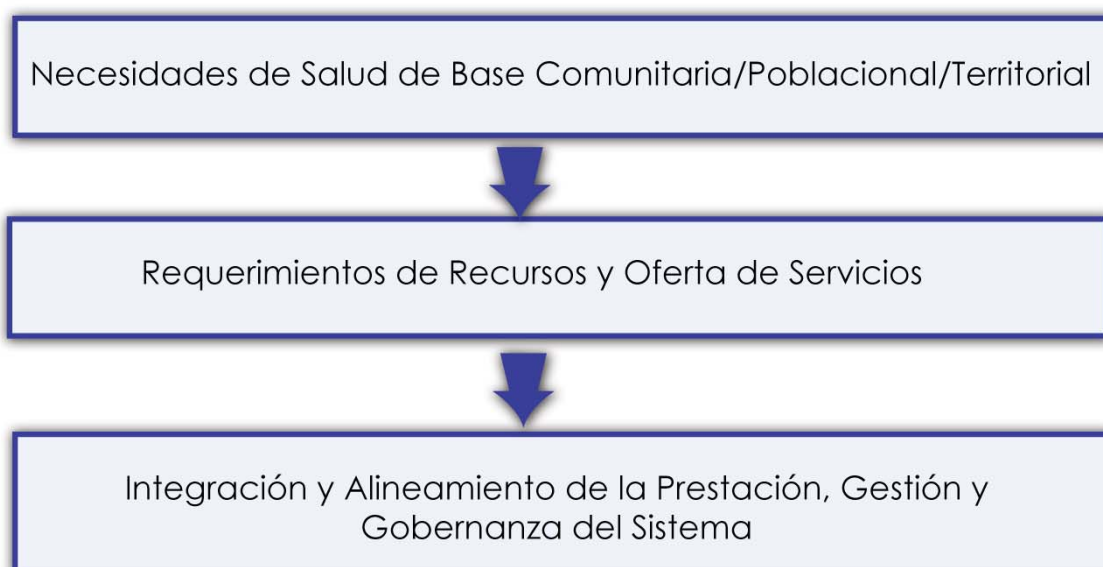 Necesidades de Salud de Base Comunitaria/Poblacional/Territorial
Requerimientos de Recursos y Oferta de Servicios
Integración y Alineamiento de la Prestación, Gestión y
Gobernanza del Sistema